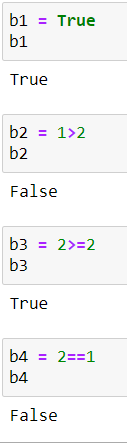 b1 = True
b1
True
b2 = 1>2
b2
False
b3 = 2>=2
b3
True
b4 = 2==1
b4
False